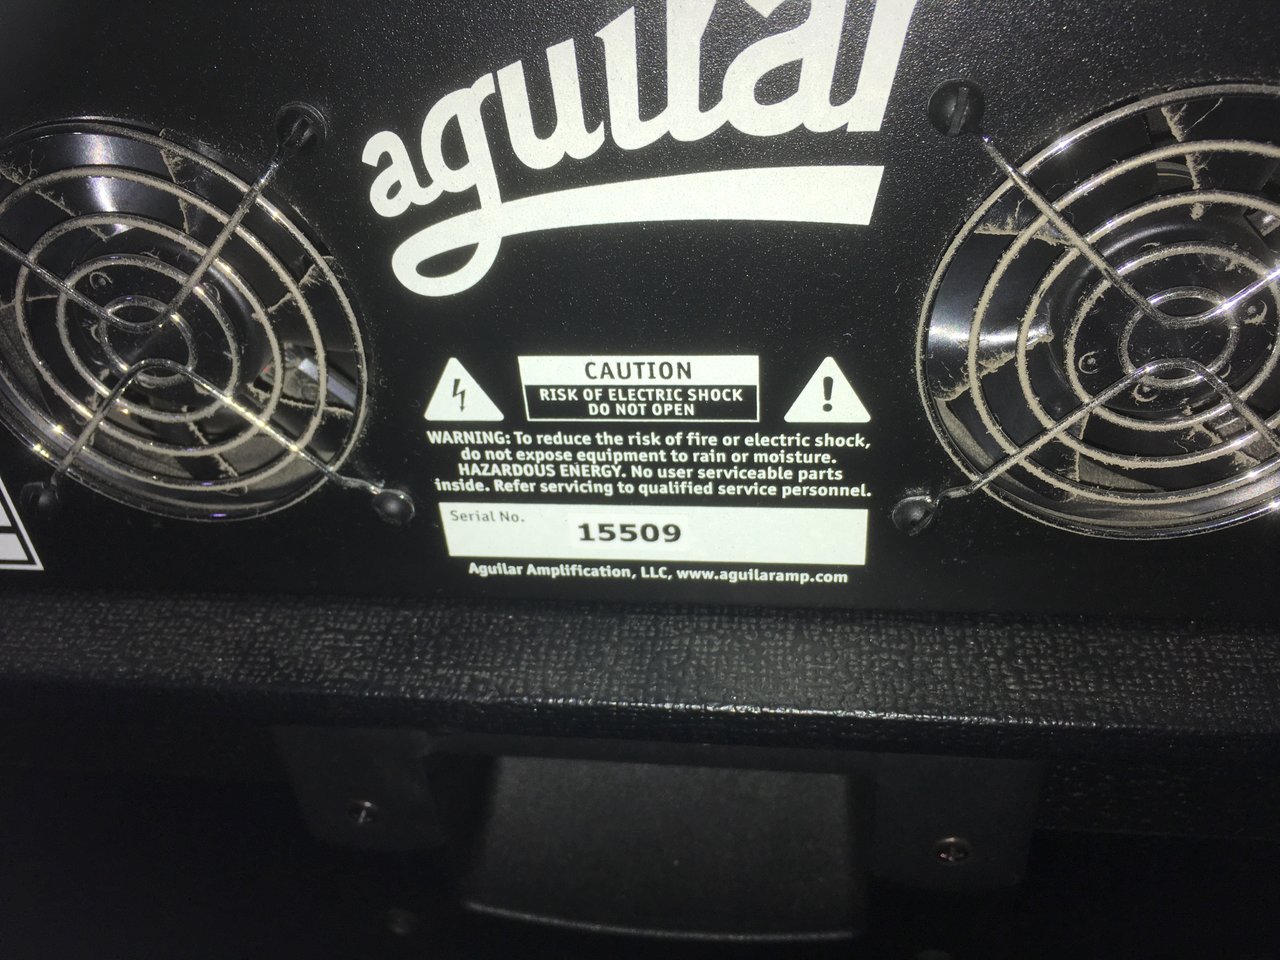 aguilar
CAUTION
RISK OF ELECTRIC SHOCK
DO NOT OPEN
WARNING: To reduce the risk of fire or electric shock,
do not expose equipment to rain or moisture.
HAZARDOUS ENERGY. No user serviceable parts
inside. Refer servicing to qualified service personnel.
Serial No.
15509
Aguilar Amplification, LLC, www.aguilaramp.com